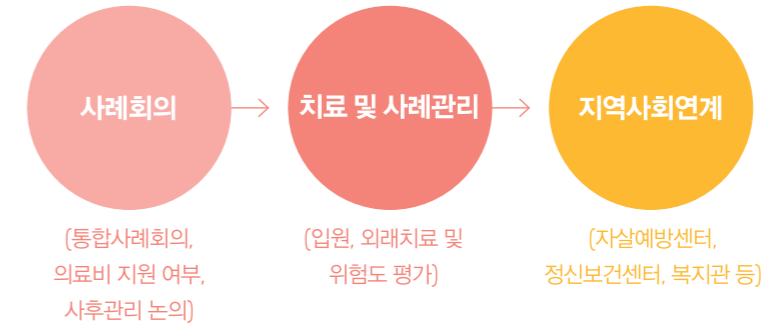 사례회의
(통합사례회의,
의료비 지원 여부,
사후관리 논의)
치료 및 사례관리
(입원, 외래치료 및
위험도 평가)
지역사회연계
(자살예방센터,
정신보건센터, 복지관 등)